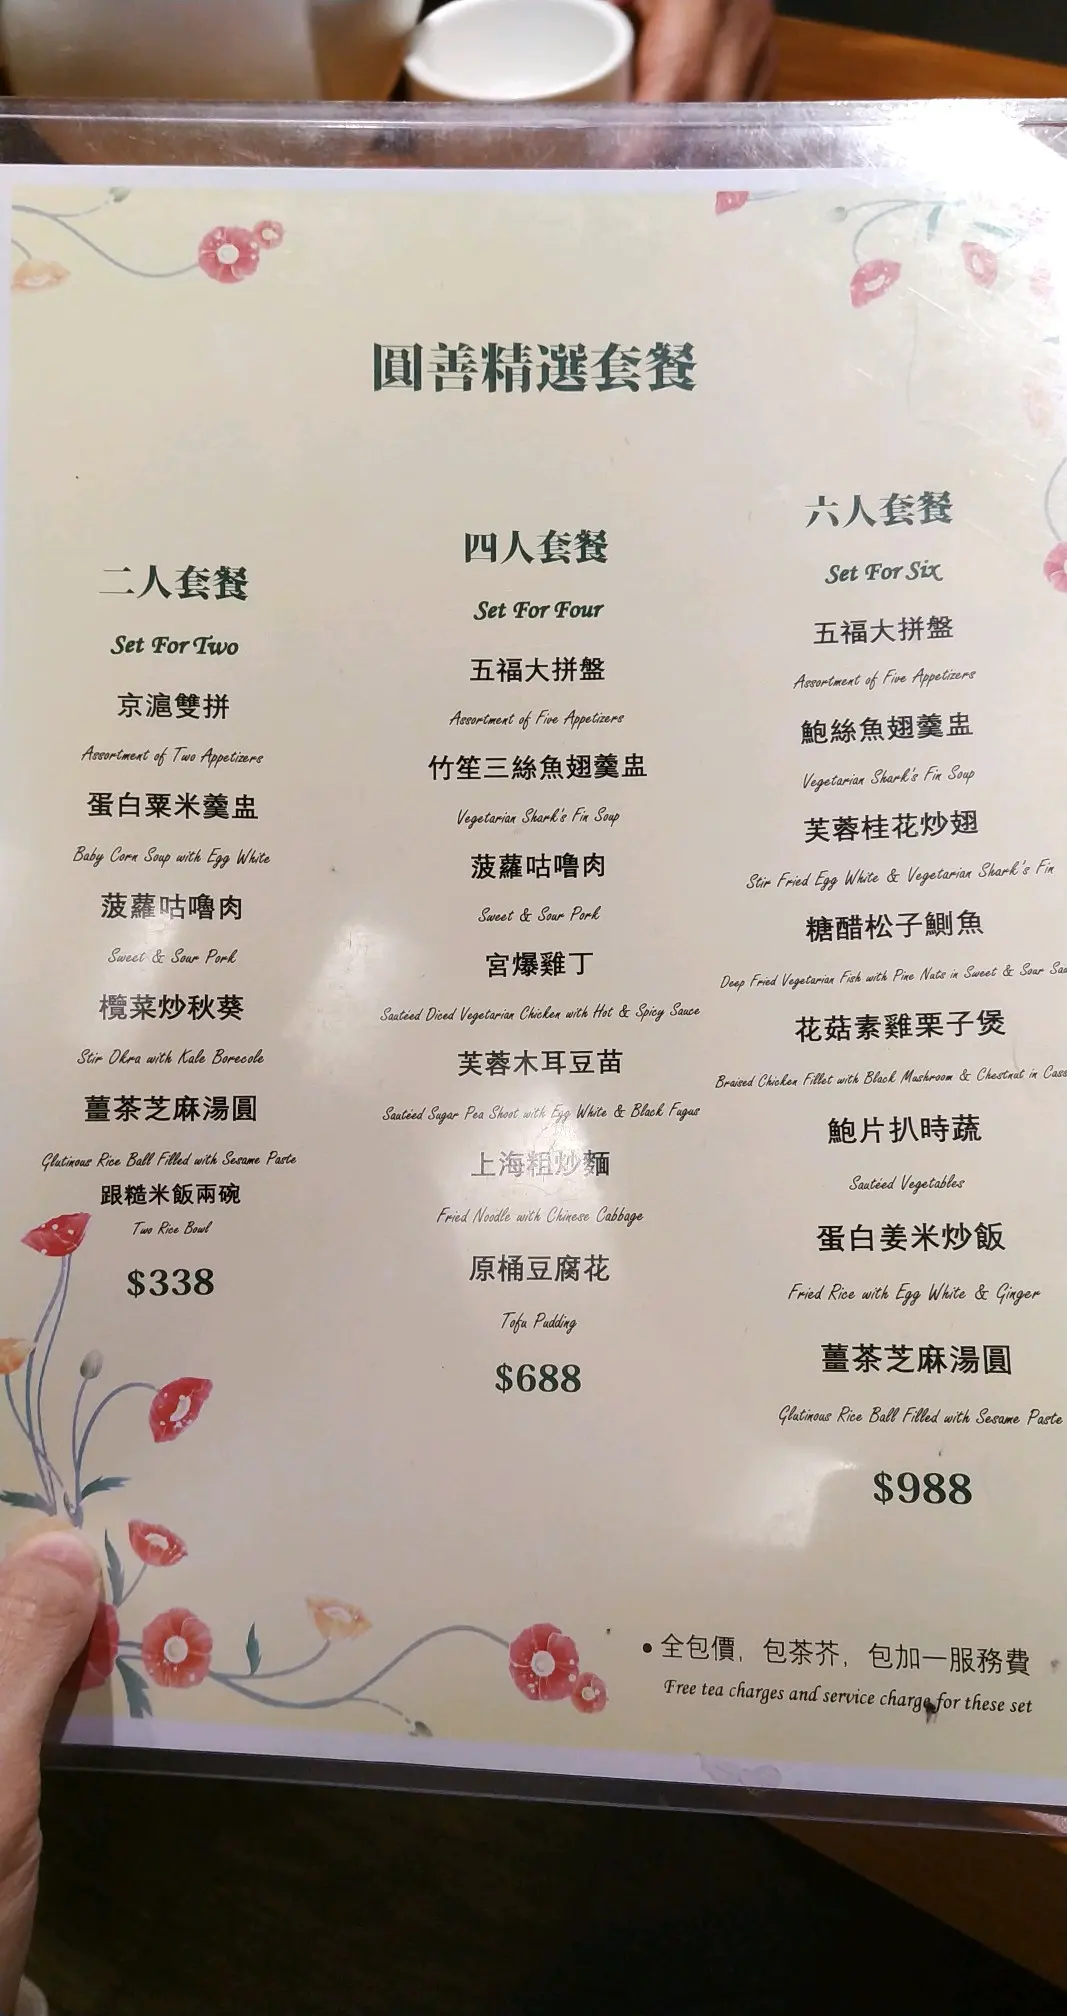 圓善精選套餐
二人套餐
Set For Two
京滬雙拼
Assortment of Two Appetizers
蛋白粟米羹盅
Baby Corn Soup with Egg White
菠蘿咕嚕肉
Sweet & Sour Pork
欖菜炒秋葵
Stir Okra with Kale Borecole
薑茶芝麻湯圓
Glutinous Rice Ball Filled with Sesame Paste
跟糙米飯兩碗
Two Rice Bowl
$338
四人套餐
Set For Four
五福大拼盤
Assortment of Five Appetizers
竹笙三絲魚翅羹盅
Vegetarian Shark's Fin Soup
菠蘿咕嚕肉
Sweet & Sour Pork
宮爆雞丁
Sautéed Diced Vegetarian Chicken with Hot & Spicy Sauce
芙蓉木耳豆苗
Sautéed Sugar Pea Shoot with Egg White & Black Fugus
上海粗炒麵
Fried Noodle with Chinese Cabbage
原桶豆腐花
Tofu Pudding
$688
六人套餐
Set For Six
五福大拼盤
Assortment of Five Appetizers
鮑絲魚翅羹盅
Vegetarian Shark's Fin Soup
芙蓉桂花炒翅
Stir Fried Egg White & Vegetarian Shark's Fin
糖醋松子鰂魚
Deep Fried Vegetarian Fish with Pine Nuts in Sweet & Sour
花菇素雞栗子煲
Braised Chicken Fillet with Black Mushroom & Chestnut in
鮑片扒時蔬
Sautéed Vegetables
蛋白姜米炒飯
Fried Rice with Egg White & Ginger
薑茶芝麻湯圓
Glutinous Rice Ball Filled with Sesame Paste
$988
•全包價，包茶芥，包加一服務費
Free tea charges and service charge for these set